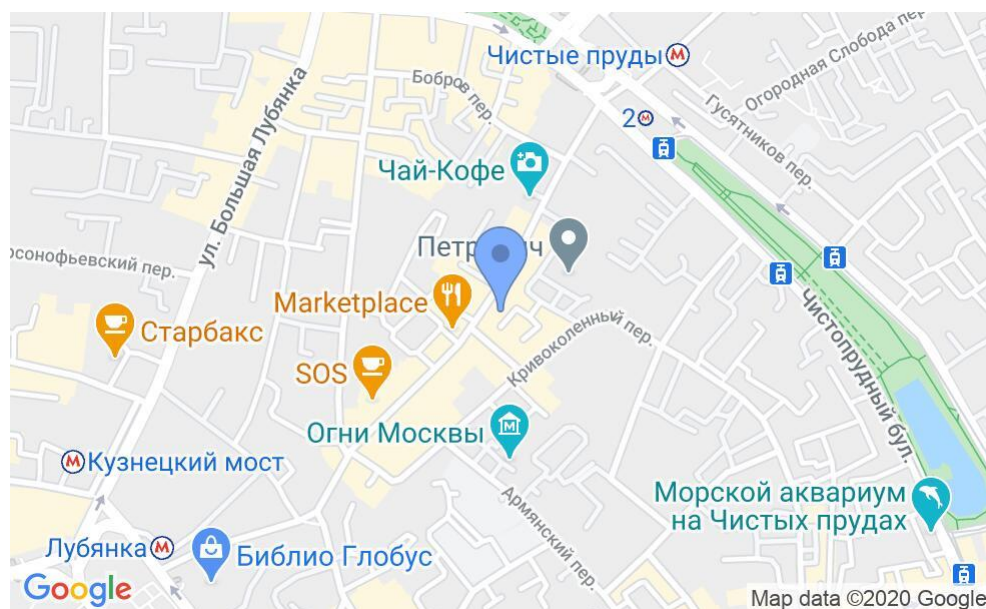 Чистые пруды
Огородная Слобода пер.
Бобров пер.
Гусятников пер.
2
ул. Большая Лубянка
Чай-Кофе
Marketplace
Старбакс
SOS
Кривоколенный пер.
Чистопрудный бул.
Огни Москвы
Кузнецкий мост
Армянский пер.
Морской аквариум
на Чистых прудах
Лубянка
Библио Глобус
Google
Map data ©2020 Google